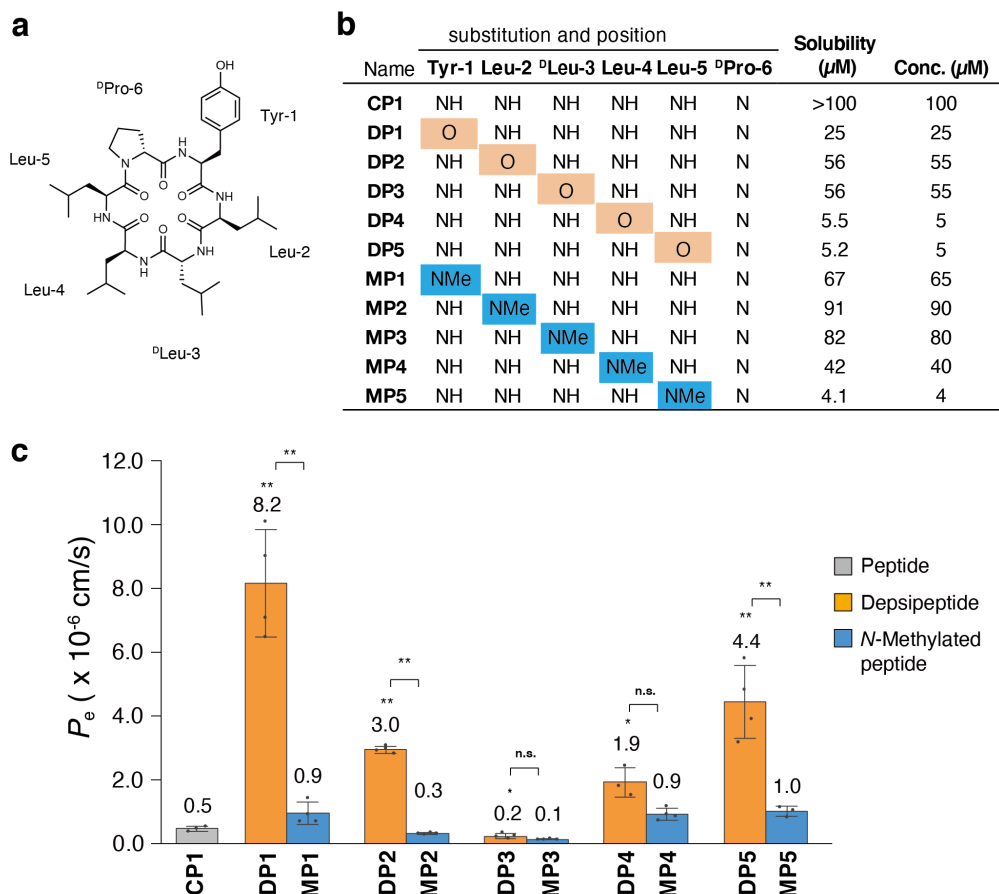 a
OH
DPro-6
Tyr-1
Leu-5
N
H
N
O
O
O
HN
NH
O
O
O
N
H
NH
Leu-2
Leu-4
DLeu-3
b
substitution and position
Solubility
(µM)
Conc. (µM)
Name Tyr-1 Leu-2 DLeu-3 Leu-4 Leu-5 DPro-6
CP1 NH NH NH NH NH N >100 100
DP1 O NH NH NH NH N 25 25
DP2 NH O NH NH NH N 56 55
DP3 NH NH O NH NH N 56 55
DP4 NH NH NH O NH N 5.5 5
DP5 NH NH NH NH O N 5.2 5
MP1 NMe NH NH NH NH N 67 65
MP2 NH NMe NH NH NH N 91 90
MP3 NH NH NMe NH NH N 82 80
MP4 NH NH NH NMe NH N 42 40
MP5 NH NH NH NH NMe N 4.1 4
c
Pe ( x 10-6 cm/s)
12.0
10.0
8.0
6.0
4.0
2.0
0.0
0.5
**
**
8.2
0.9
**
**
3.0
0.3
n.s.
*
0.2
0.1
n.s.
*
1.9
0.9
**
**
4.4
1.0
CP1 DP1 MP1 DP2 MP2 DP3 MP3 DP4 MP4 DP5 MP5
Peptide
Depsipeptide
N-Methylated
peptide